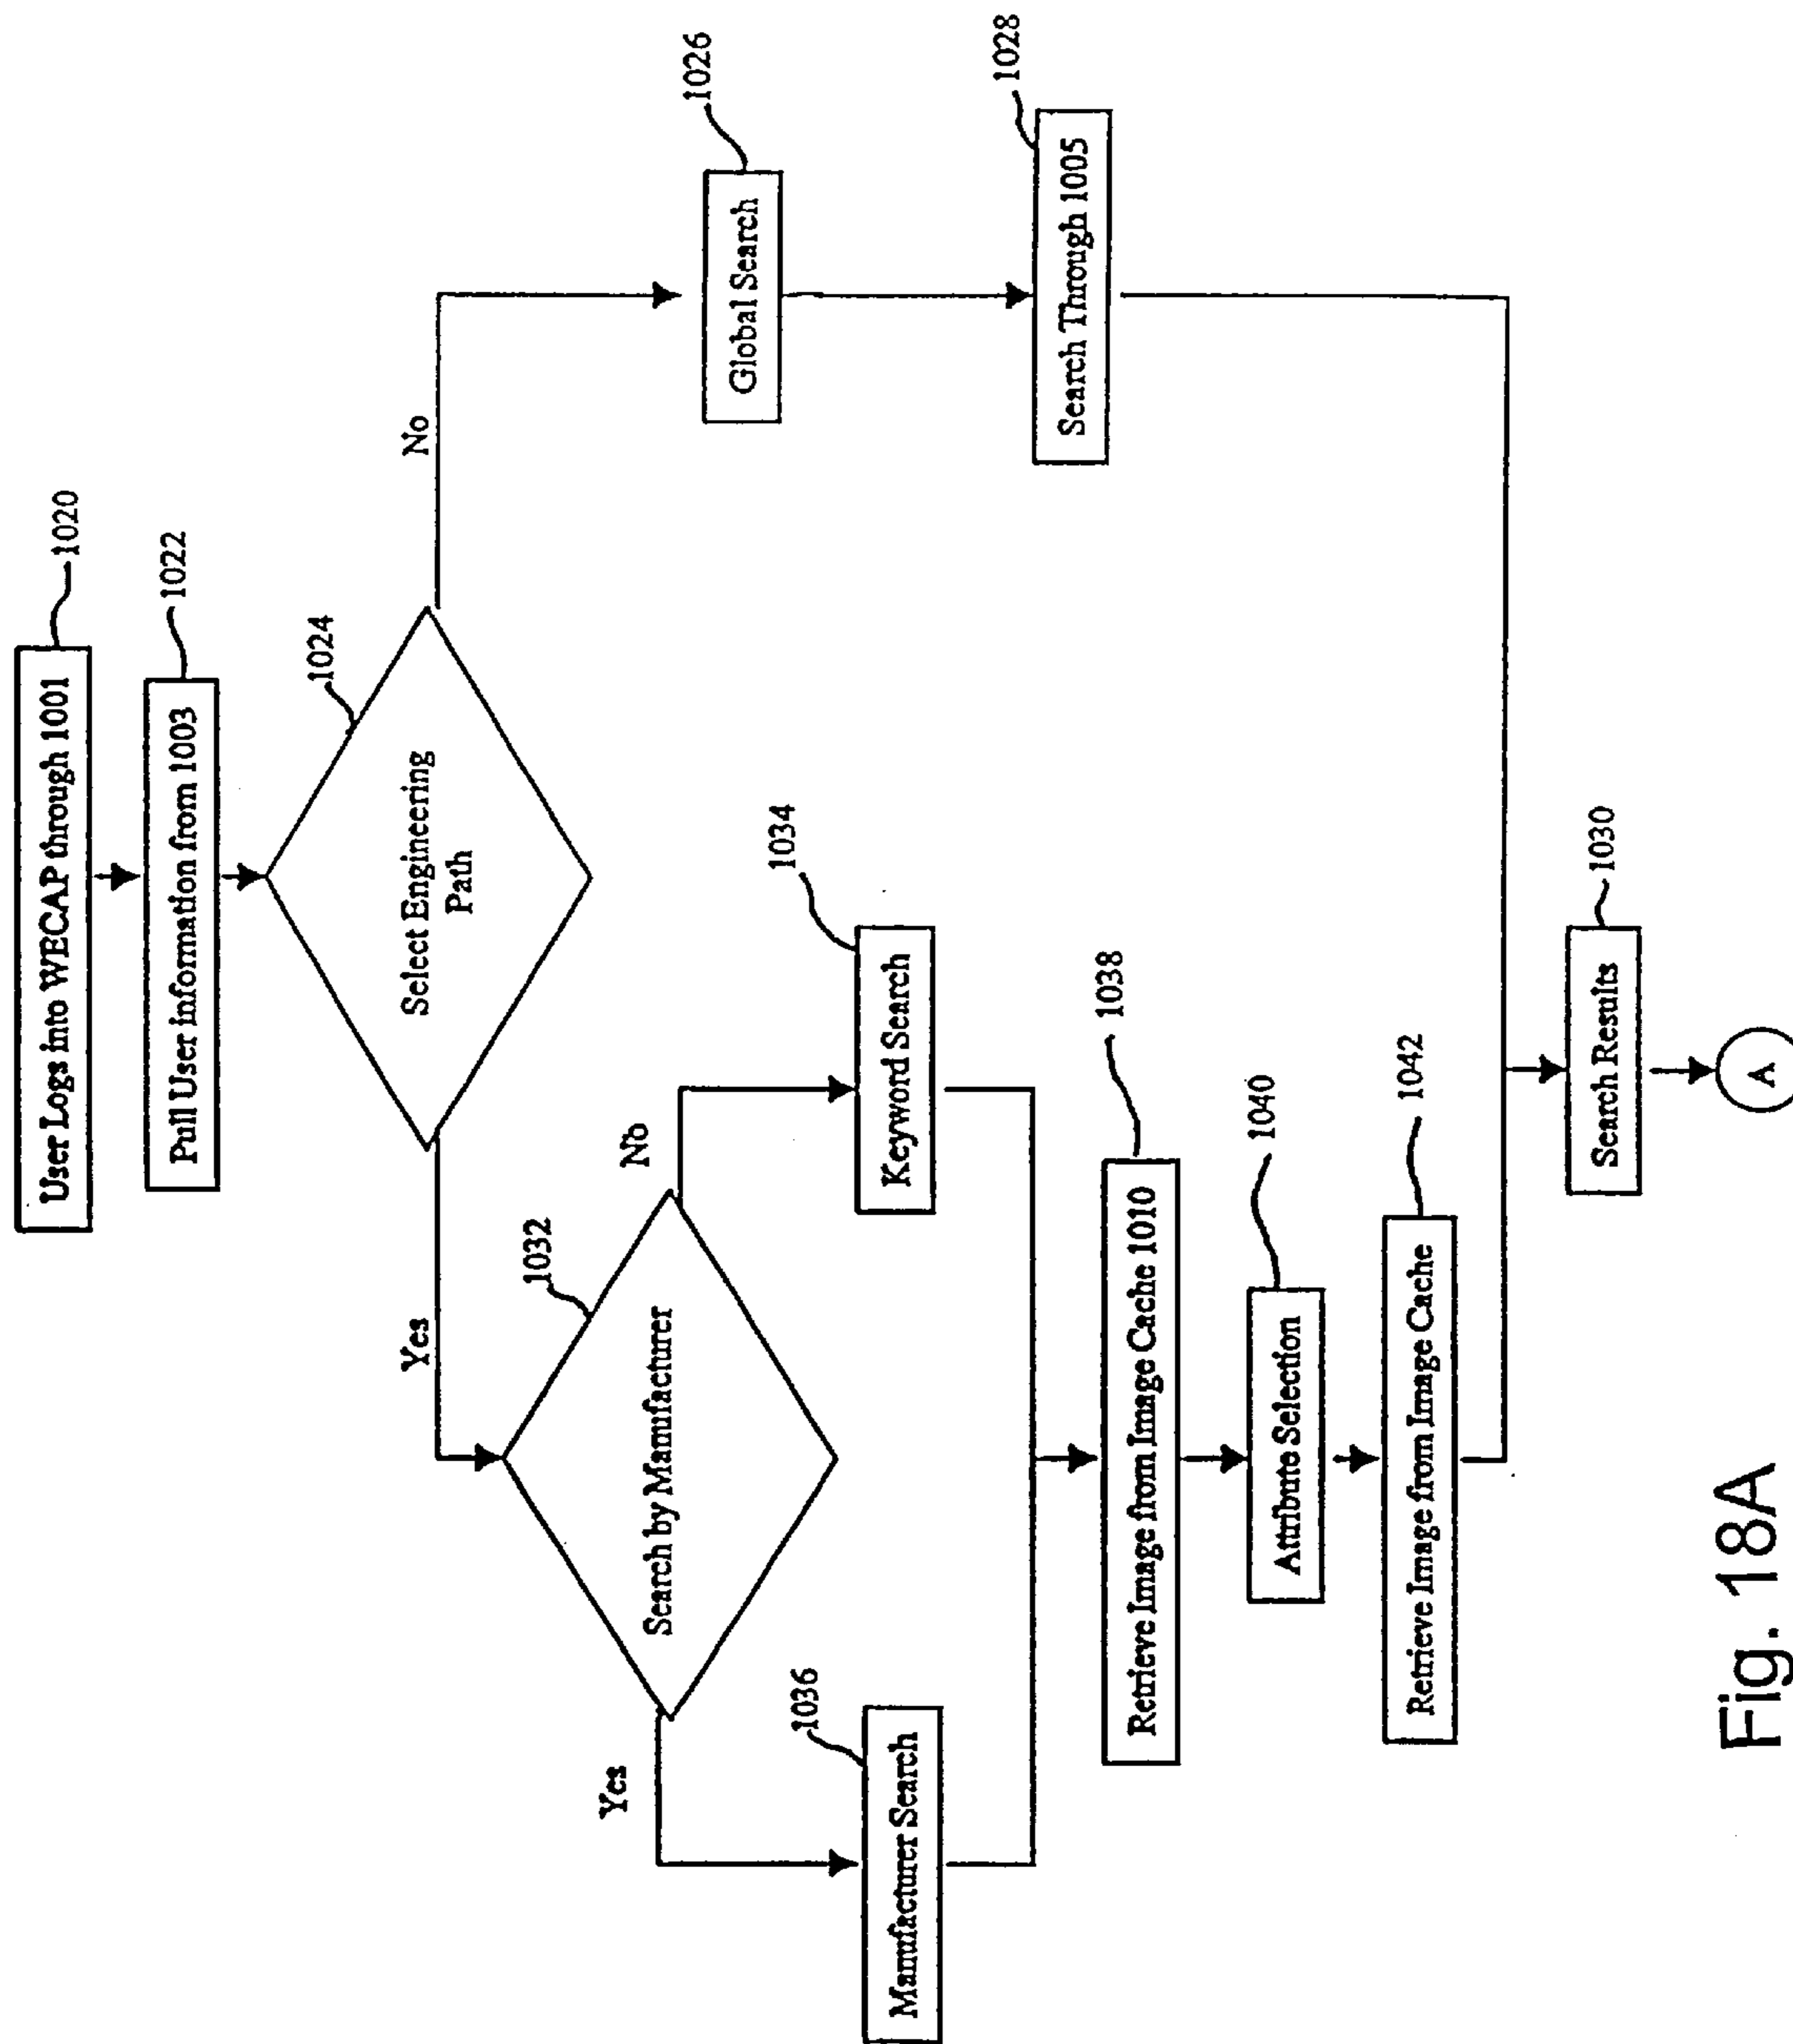 User Logs into WECAP through 1001
1020
Pull User information from 1003
1022
1024
Select Engineering
Path
Yes
No
1032
Search by Manufacturer
Yes
No
1026
Global Search
1036
Manufacturer Search
1034
Keyword Search
1028
Search Through 1005
1038
Retrieve Image from Image Cache 1010
1040
Attribute Selection
1042
Retrieve Image from Image Cache
1030
Search Results
A
Fig. 18A